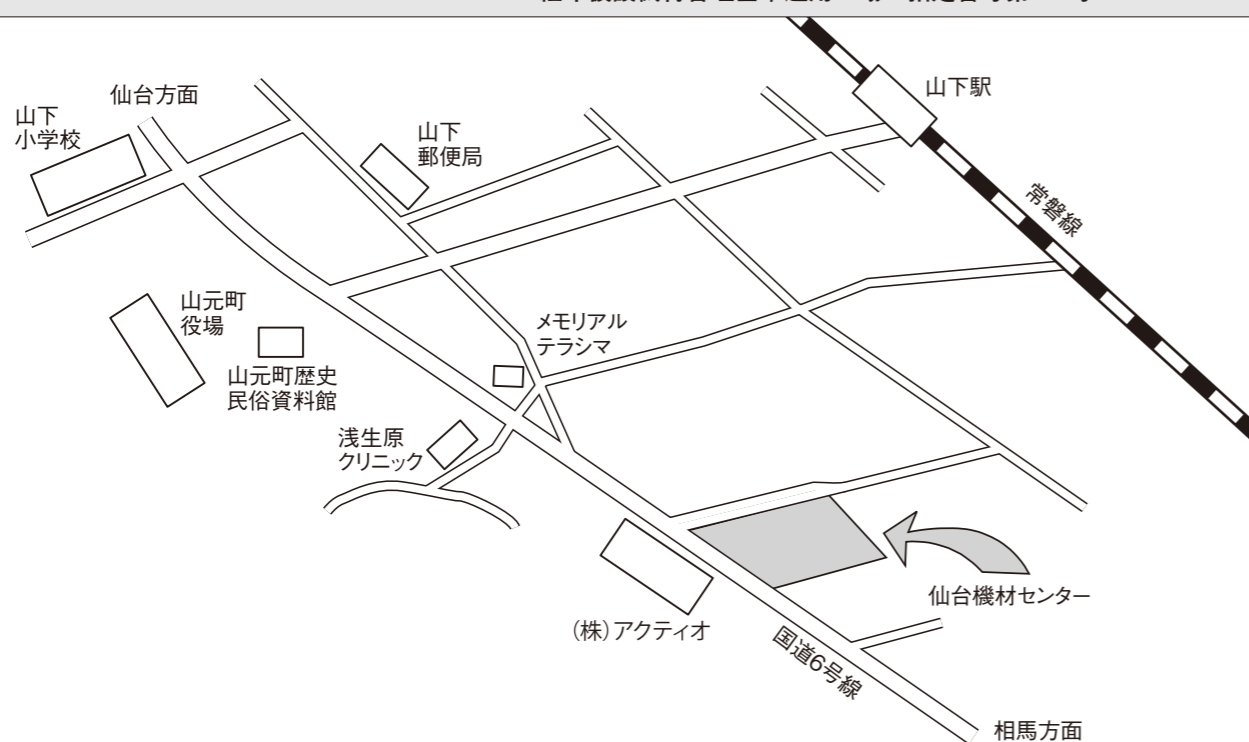 仙台方面
山下
小学校
山下
郵便局
山下駅
常磐線
山元町
役場
山元町歴史
民俗資料館
メモリアル
テラシマ
浅生原
クリニック
仙台機材センター
(株)アクティオ
国道6号線
相馬方面